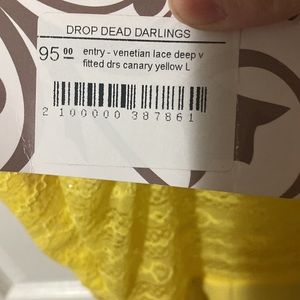 DROP DEAD DARLINGS
95.00 entry - venetian lace deep v
fitted drs canary yellow L
2 100000 387861